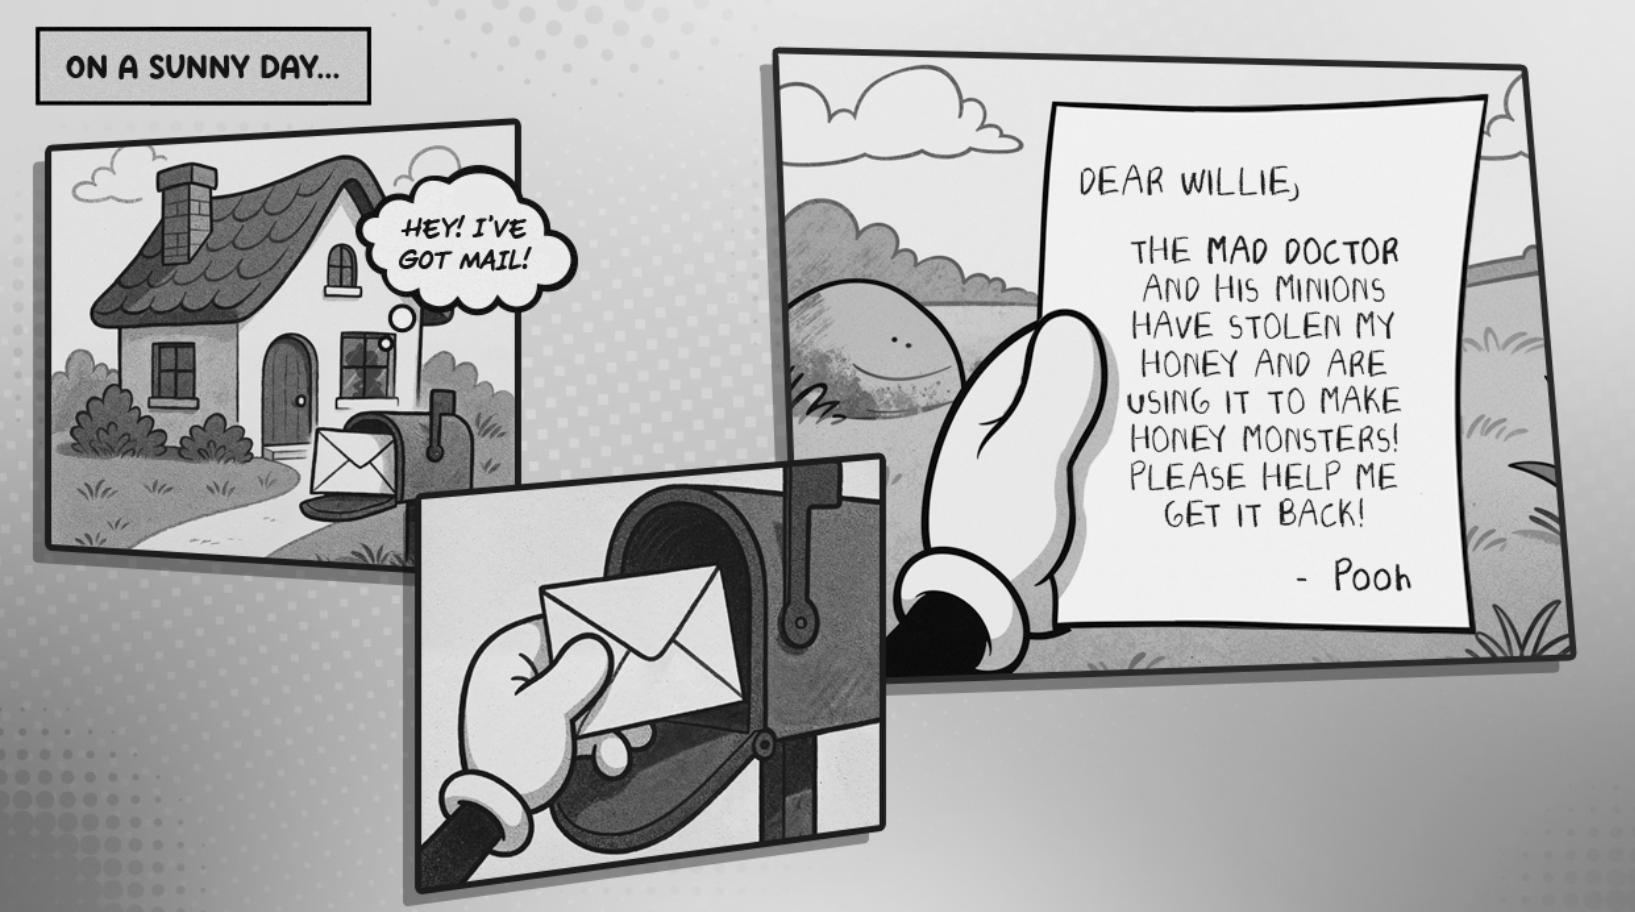 ON A SUNNY DAY...
HEY! I'VE
GOT MAIL!
DEAR WILLIE,
THE MAD DOCTOR
AND HIS MINIONS
HAVE STOLEN MY
HONEY AND ARE
USING IT TO MAKE
HONEY MONSTERS!
PLEASE HELP ME
GET IT BACK!
- Pooh